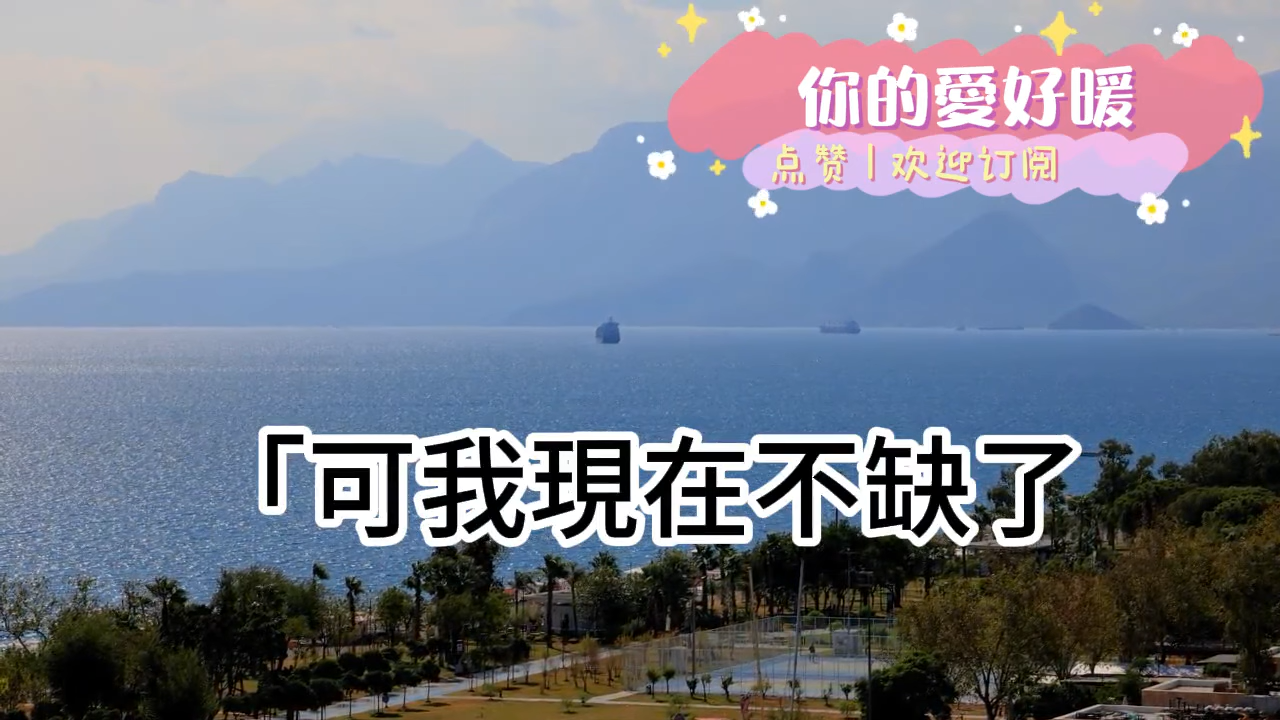 你的愛好暖
点赞 | 欢迎订阅
「可我現在不缺了